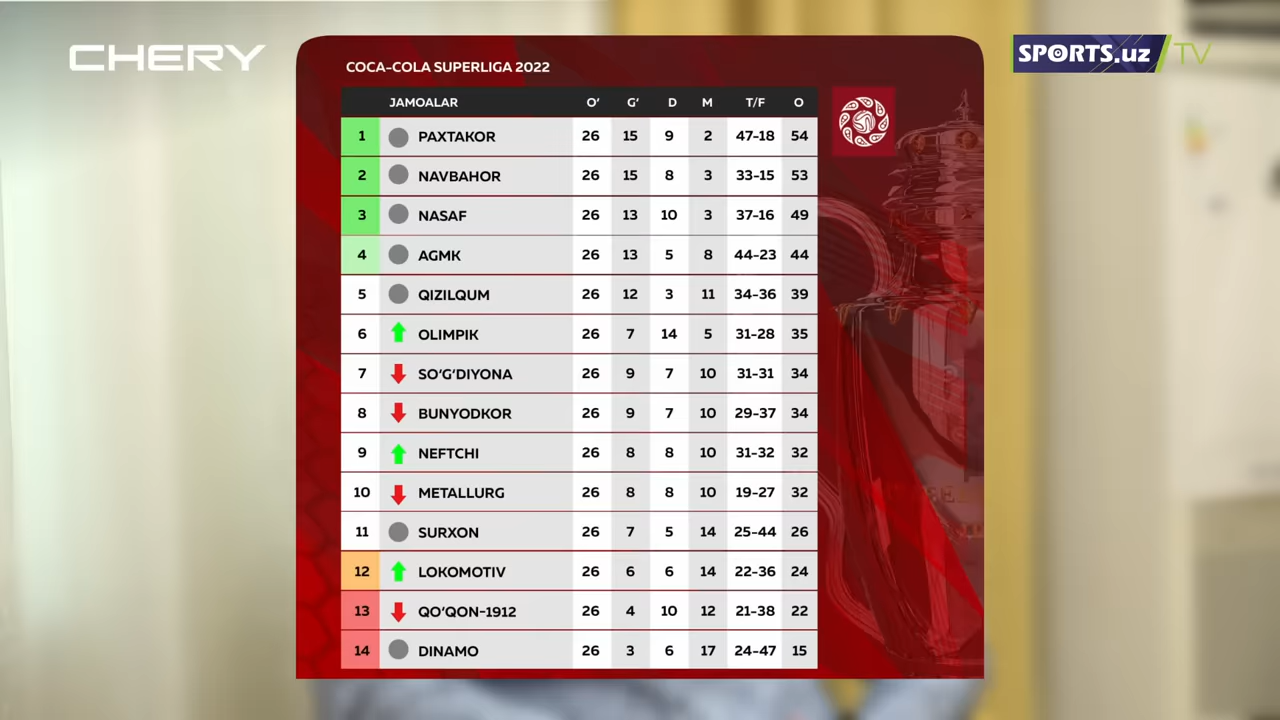 CHERY
SPORTS.uz TV
COCA-COLA SUPERLIGA 2022
JAMOALAR O‘ G‘ D M T/F O
1 PAXTAKOR 26 15 9 2 47-18 54
2 NAVBAHOR 26 15 8 3 33-15 53
3 NASAF 26 13 10 3 37-16 49
4 AGMK 26 13 5 8 44-23 44
5 QIZILQUM 26 12 3 11 34-36 39
6 OLIMPIK 26 7 14 5 31-28 35
7 SO‘G‘DIYONA 26 9 7 10 31-31 34
8 BUNYODKOR 26 9 7 10 29-37 34
9 NEFTCHI 26 8 8 10 31-32 32
10 METALLURG 26 8 8 10 19-27 32
11 SURXON 26 7 5 14 25-44 26
12 LOKOMOTIV 26 6 6 14 22-36 24
13 QO‘QON-1912 26 4 10 12 21-38 22
14 DINAMO 26 3 6 17 24-47 15